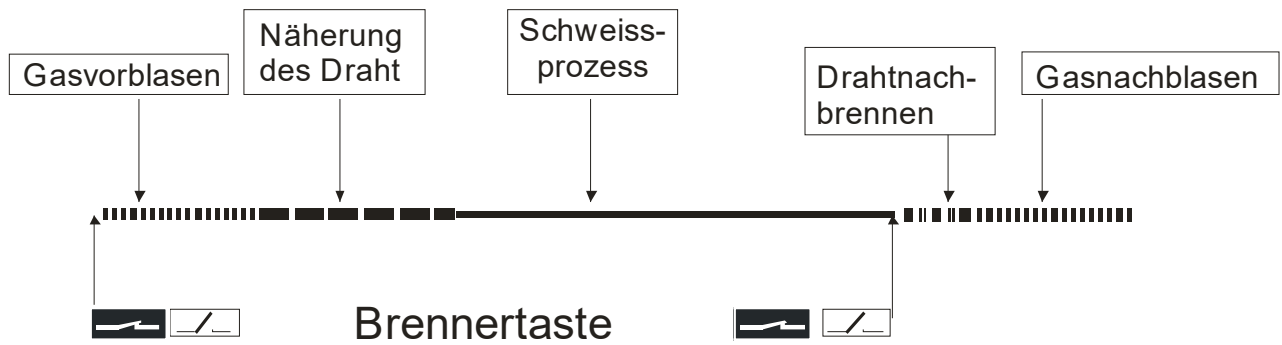 Gasvorblasen
Näherung
des Draht
Schweiss-
prozess
Drahtnach-
brennen
Gasnachblasen
Brennertaste